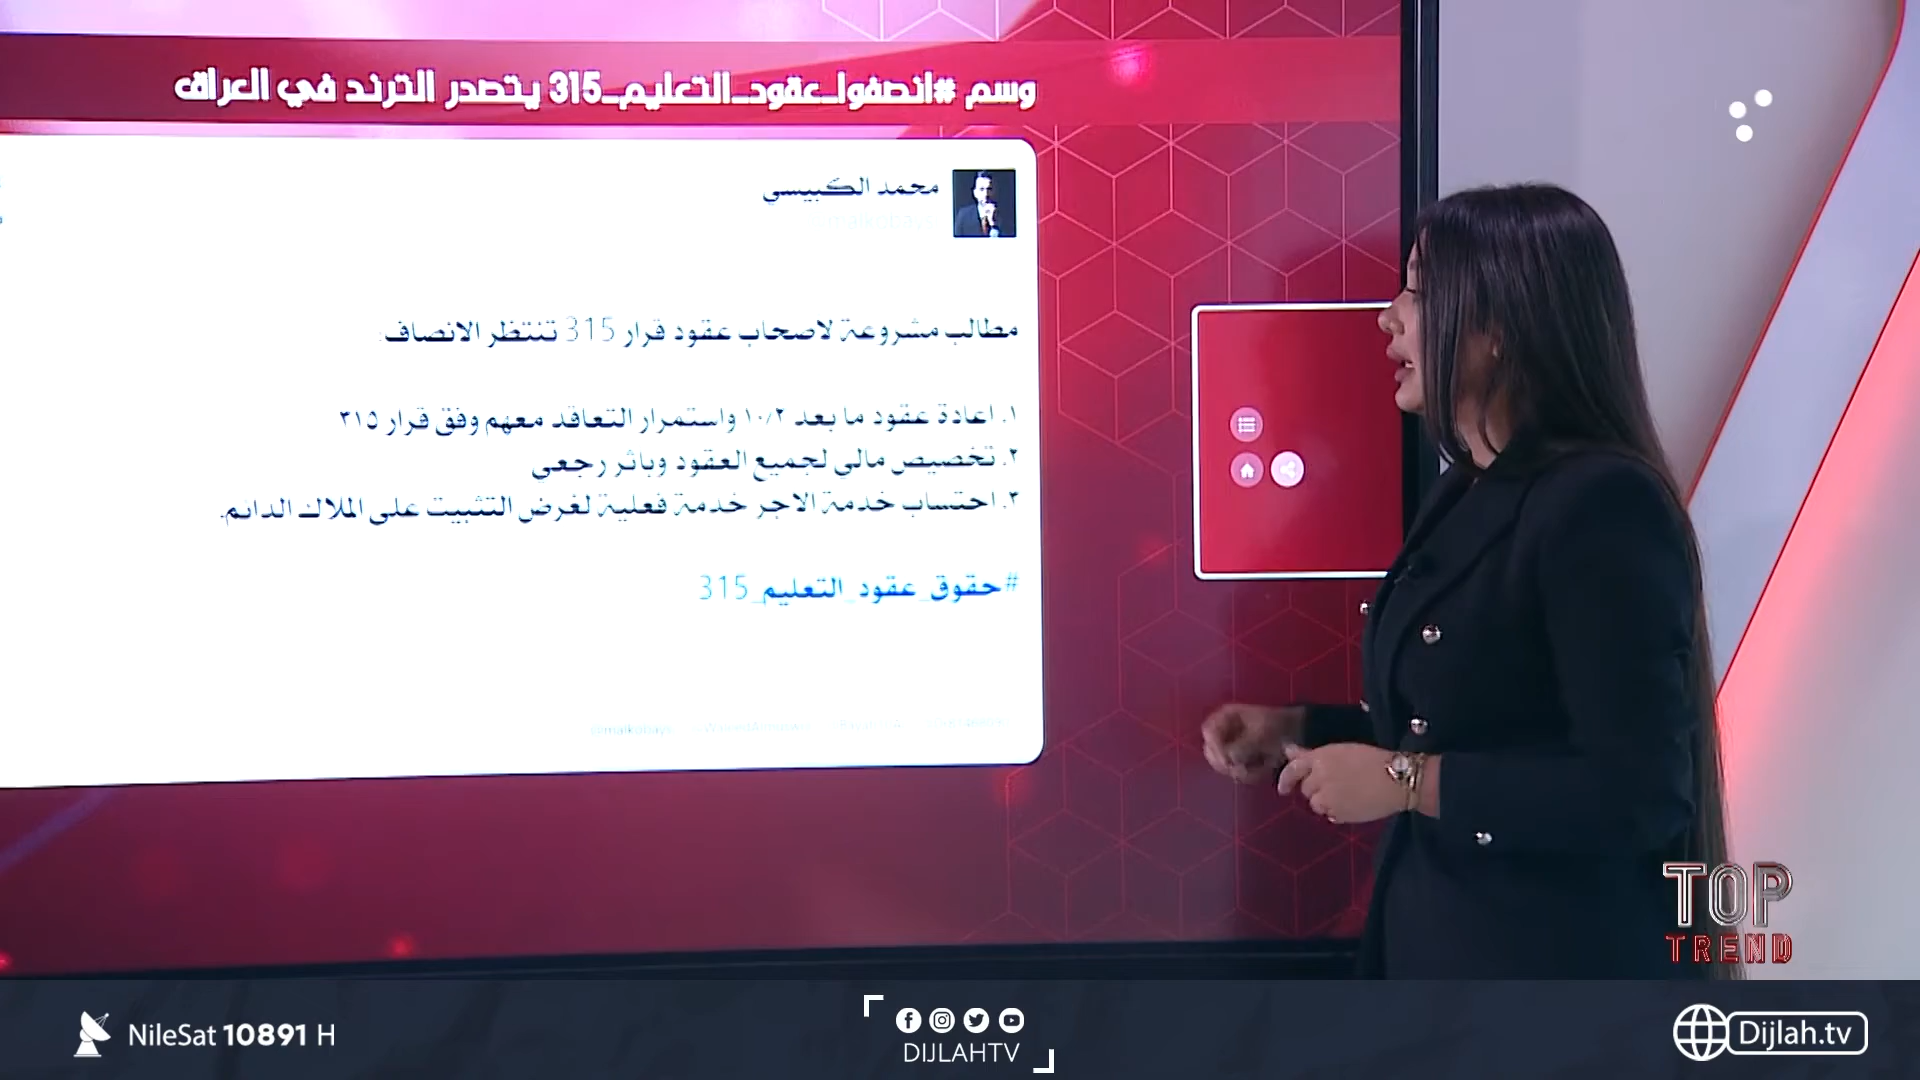 وسم #انصفوا_عقود_التعليم_315 يتصدر الترند في العراق
محمد الكبيسي
مطالب مشروعة لاصحاب عقود قرار 315 تنتظر الانصاف:
١. اعادة عقود ما بعد ١٠/٢ واستمرار التعاقد معهم وفق قرار ٣١٥
٢. تخصيص مالي لجميع العقود وباثر رجعي
٣. احتساب خدمة الاجر خدمة فعلية لغرض التثبيت على الملاك الدائم.
#حقوق_عقود_التعليم_315
TOP
TREND
NileSat 10891 H
DIJLAHTV
Dijlah.tv